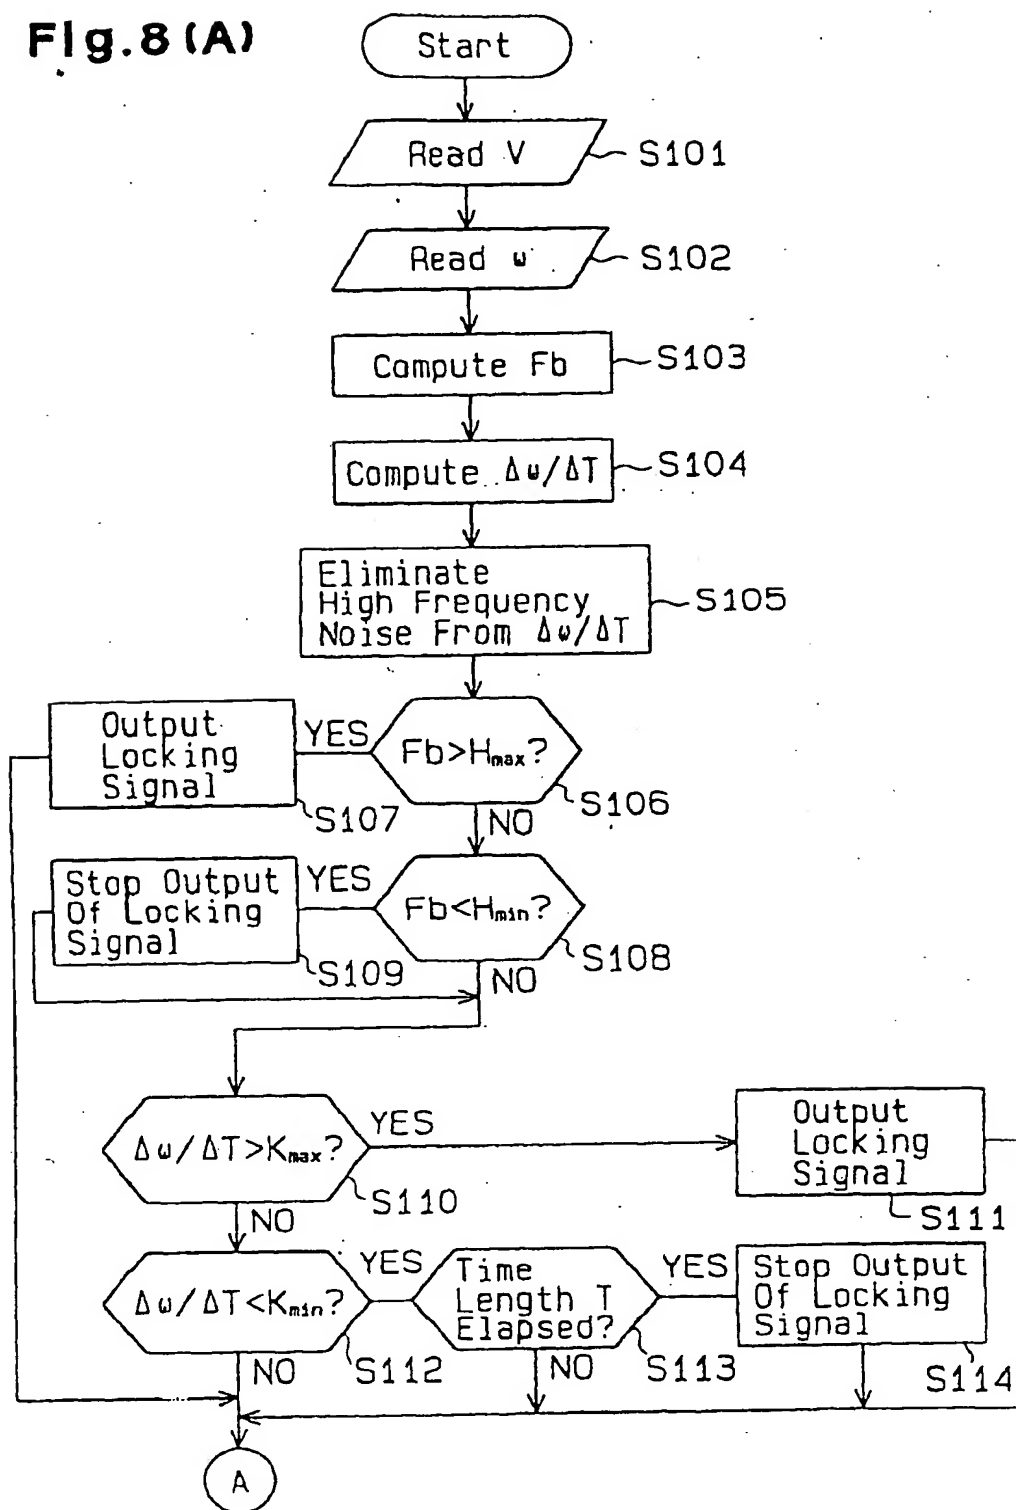 FIg.8(A)
Start
Read V
S101
Read ω
S102
Compute Fb
S103
Compute Δω/ΔT
S104
Eliminate
High Frequency
Noise From Δω/ΔT
S105
Output
Locking
Signal
S107
YES
Fb>Hmax?
S106
NO
Stop Output
Of Locking
Signal
S109
YES
Fb<Hmin?
S108
NO
Δω/ΔT>Kmax?
S110
YES
Output
Locking
Signal
S111
NO
Δω/ΔT<Kmin?
S112
YES
Time
Length T
Elapsed?
S113
YES
Stop Output
Of Locking
Signal
S114
NO
NO
A